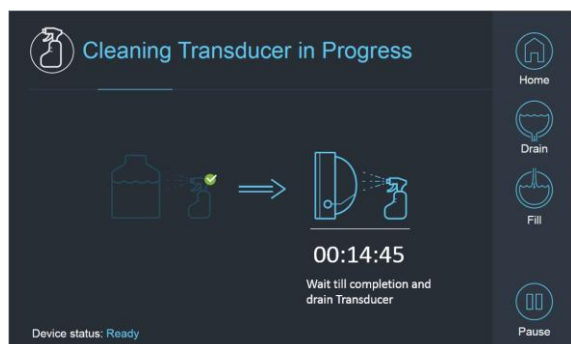 Cleaning Transducer in Progress
Home
Drain
Fill
00:14:45
Wait till completion and
drain Transducer
Device status: Ready
Pause